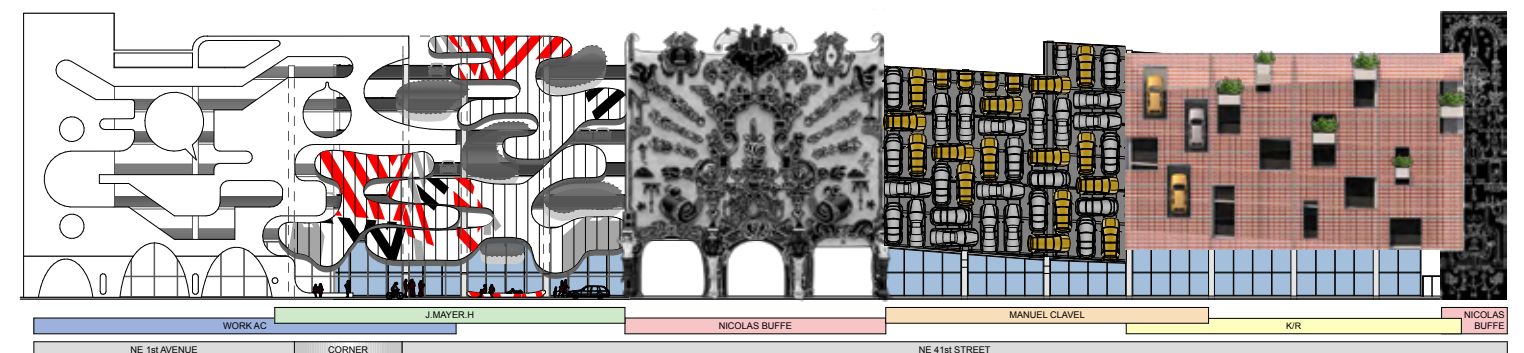 J.MAYER.H
WORK AC
NICOLAS BUFFE
MANUEL CLAVEL
K/R
NICOLAS
BUFFE
NE 1st AVENUE
CORNER
NE 41st STREET